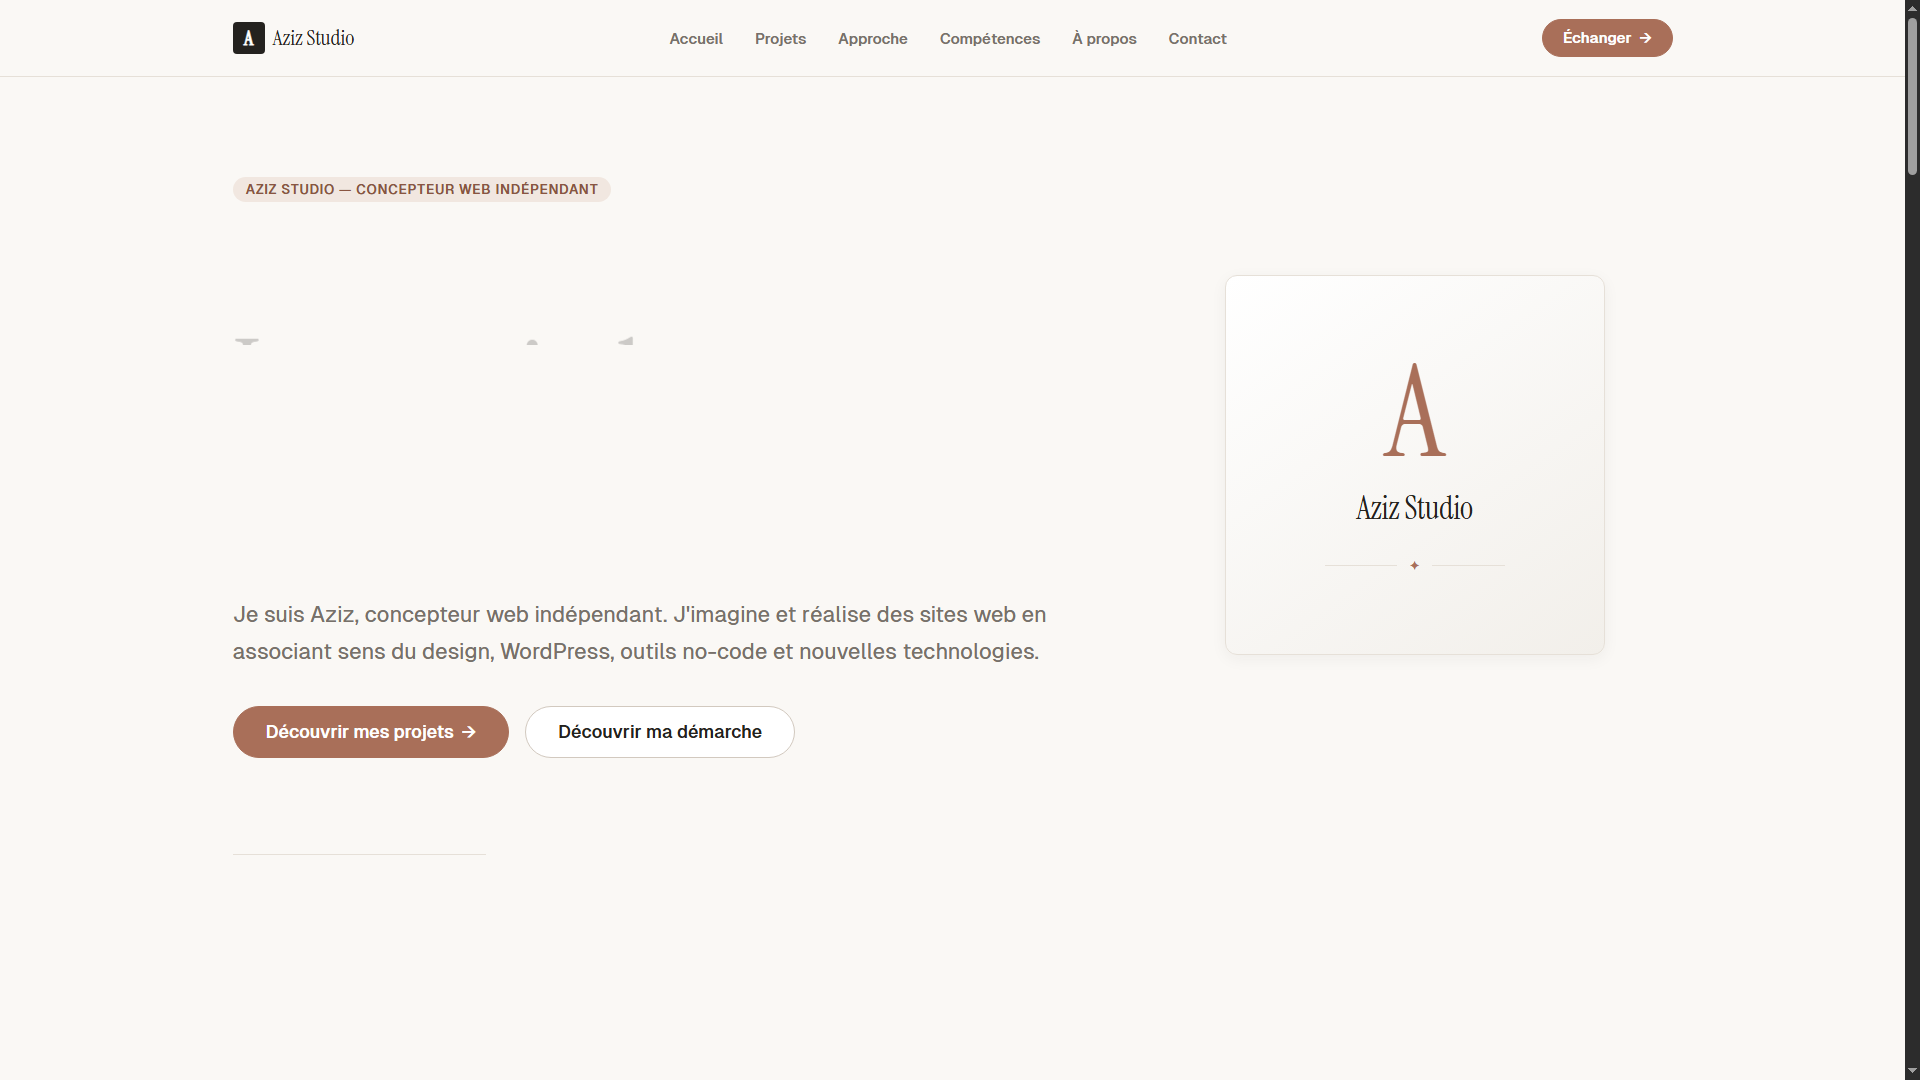 A Aziz Studio
Accueil Projets Approche Compétences À propos Contact
Échanger →
AZIZ STUDIO — CONCEPTEUR WEB INDÉPENDANT
Je suis Aziz, concepteur web indépendant. J'imagine et réalise des sites web en
associant sens du design, WordPress, outils no-code et nouvelles technologies.
Découvrir mes projets →
Découvrir ma démarche
A
Aziz Studio